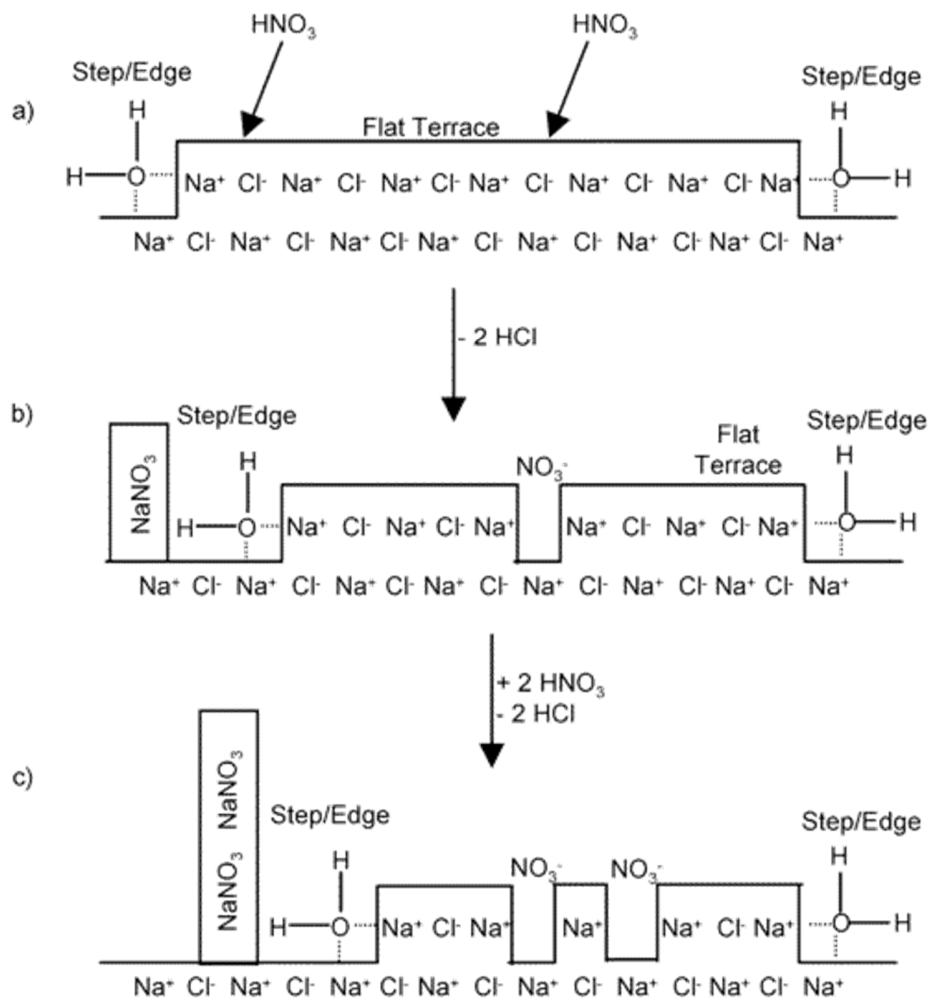 HNO₃ HNO₃
Step/Edge Step/Edge
a) H H
Flat Terrace
H O Na⁺ Cl⁻ Na⁺ Cl⁻ Na⁺ Cl⁻ Na⁺ Cl⁻ Na⁺ Cl⁻ Na⁺ Cl⁻ Na⁺ O H
Na⁺ Cl⁻ Na⁺ Cl⁻ Na⁺ Cl⁻ Na⁺ Cl⁻ Na⁺ Cl⁻ Na⁺ Cl⁻ Na⁺ Cl⁻ Na⁺
- 2 HCl
b)
Step/Edge Flat Step/Edge
Terrace
H NO₃⁻ H
NaNO₃
H O Na⁺ Cl⁻ Na⁺ Cl⁻ Na⁺ Na⁺ Cl⁻ Na⁺ Cl⁻ Na⁺ O H
Na⁺ Cl⁻ Na⁺ Cl⁻ Na⁺ Cl⁻ Na⁺ Cl⁻ Na⁺ Cl⁻ Na⁺ Cl⁻ Na⁺ Cl⁻ Na⁺
+ 2 HNO₃
- 2 HCl
c)
NaNO₃ NaNO₃
Step/Edge Step/Edge
H NO₃⁻ NO₃⁻ H
H O Na⁺ Cl⁻ Na⁺ Na⁺ Na⁺ Cl⁻ Na⁺ O H
Na⁺ Cl⁻ Na⁺ Cl⁻ Na⁺ Cl⁻ Na⁺ Cl⁻ Na⁺ Cl⁻ Na⁺ Cl⁻ Na⁺ Cl⁻ Na⁺